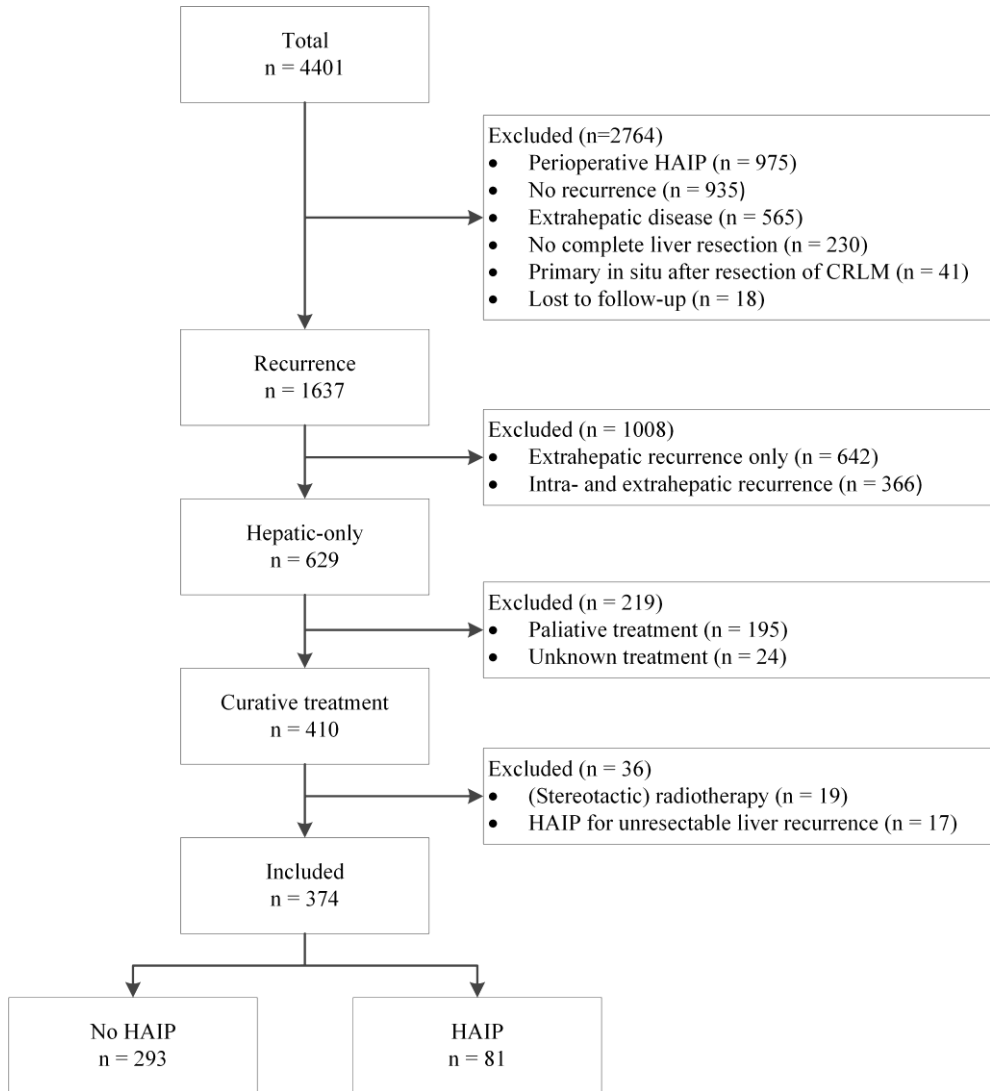 Total
n = 4401
Excluded (n=2764)
• Perioperative HAIP (n = 975)
• No recurrence (n = 935)
• Extrahepatic disease (n = 565)
• No complete liver resection (n = 230)
• Primary in situ after resection of CRLM (n = 41)
• Lost to follow-up (n = 18)
Recurrence
n = 1637
Excluded (n = 1008)
• Extrahepatic recurrence only (n = 642)
• Intra- and extrahepatic recurrence (n = 366)
Hepatic-only
n = 629
Excluded (n = 219)
• Paliative treatment (n = 195)
• Unknown treatment (n = 24)
Curative treatment
n = 410
Excluded (n = 36)
• (Stereotactic) radiotherapy (n = 19)
• HAIP for unresectable liver recurrence (n = 17)
Included
n = 374
No HAIP
n = 293
HAIP
n = 81